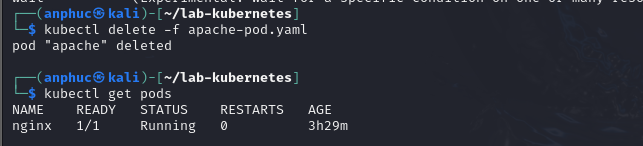 ┌──(anphuc㉿kali)-[~/lab-kubernetes]
└─$ kubectl delete -f apache-pod.yaml
pod "apache" deleted
┌──(anphuc㉿kali)-[~/lab-kubernetes]
└─$ kubectl get pods
NAME    READY   STATUS    RESTARTS   AGE
nginx   1/1     Running   0          3h29m